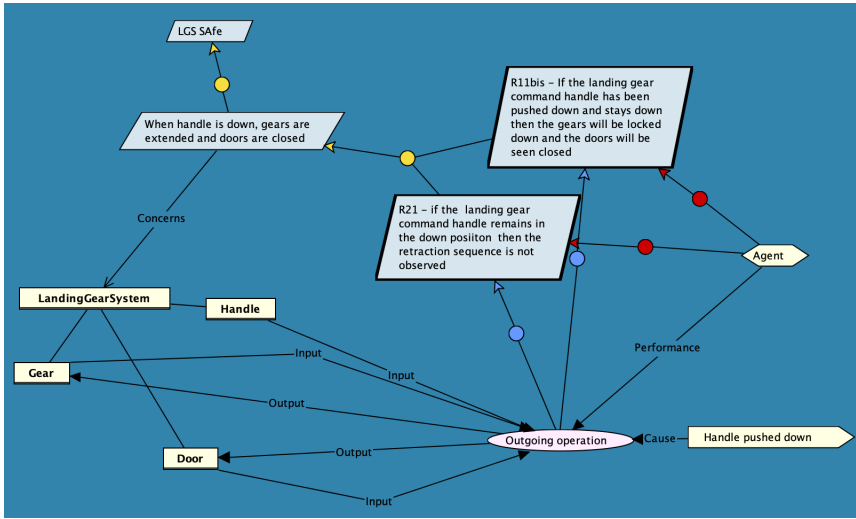 LGS SAfe
When handle is down, gears are
extended and doors are closed
R11bis - If the landing gear
command handle has been
pushed down and stays down
then the gears will be locked
down and the doors will be
seen closed
R21 - if the  landing gear
command handle remains in
the down posiiton  then the
retraction sequence is not
observed
Concerns
Agent
LandingGearSystem
Handle
Performance
Input
Gear
Input
Output
Outgoing operation
Cause
Handle pushed down
Output
Door
Input